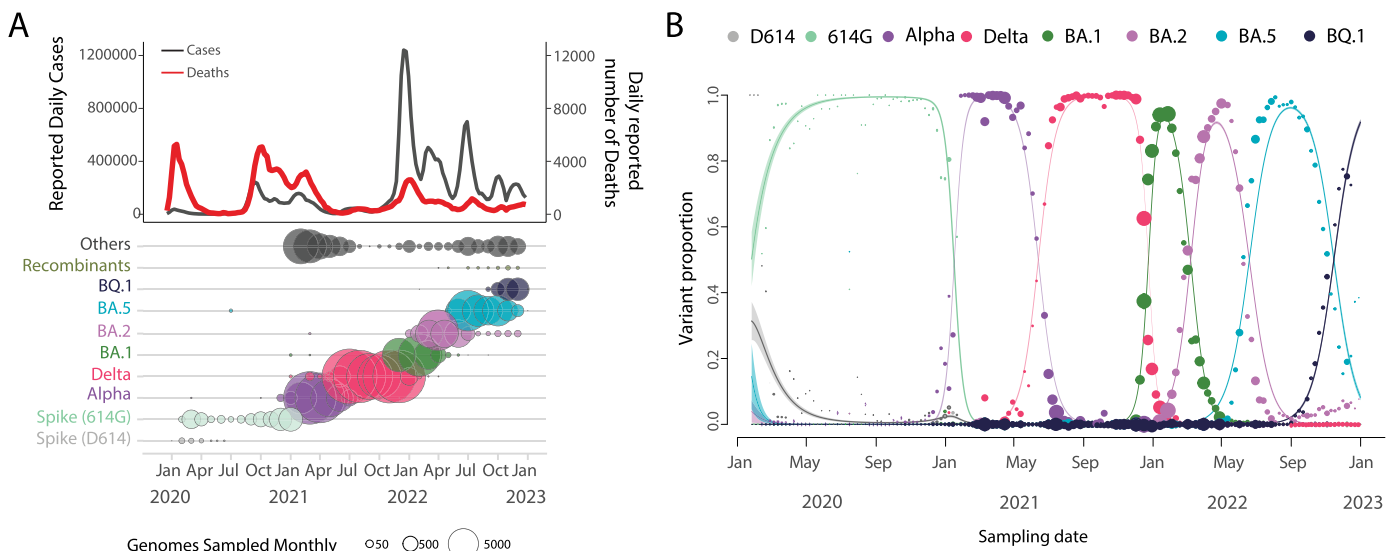 A
Reported Daily Cases
1200000
800000
400000
0
Cases
Deaths
12000
8000
4000
0
Daily reported
number of Deaths
Others
Recombinants
BQ.1
BA.5
BA.2
BA.1
Delta
Alpha
Spike (614G)
Spike (D614)
Jan Apr Jul Oct Jan Apr Jul Oct Jan Apr Jul Oct Jan
2020 2021 2022 2023
Genomes Sampled Monthly 50 500 5000
B
D614 614G Alpha Delta BA.1 BA.2 BA.5 BQ.1
Variant proportion
1.0
0.8
0.6
0.4
0.2
0.0
Jan May Sep Jan May Sep Jan May Sep Jan
2020 2021 2022 2023
Sampling date